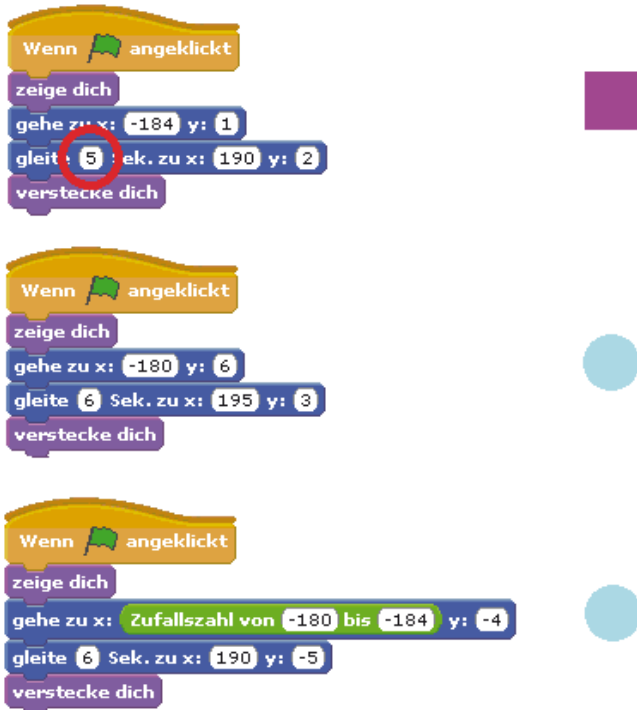 Wenn angeklickt
zeige dich
gehe zu x: -184 y: 1
gleite 5 Sek. zu x: 190 y: 2
verstecke dich
Wenn angeklickt
zeige dich
gehe zu x: -180 y: 6
gleite 6 Sek. zu x: 195 y: 3
verstecke dich
Wenn angeklickt
zeige dich
gehe zu x: Zufallszahl von -180 bis -184 y: -4
gleite 6 Sek. zu x: 190 y: -5
verstecke dich